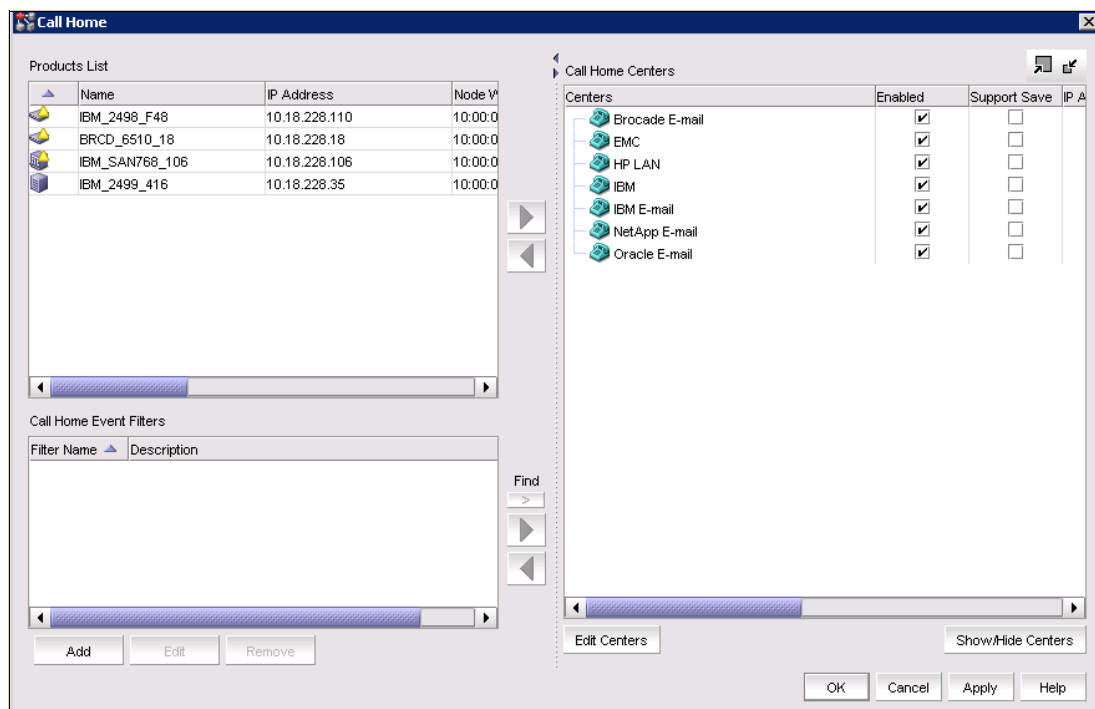 Call Home
Products List
Name IP Address Node W
IBM_2498_F48 10.18.228.110 10:00:0
BRCD_6510_18 10.18.228.18 10:00:0
IBM_SAN768_106 10.18.228.106 10:00:0
IBM_2499_416 10.18.228.35 10:00:0
Call Home Event Filters
Filter Name Description
Add Edit Remove
Find
>
Call Home Centers
Centers Enabled Support Save IP A
Brocade E-mail
EMC
HP LAN
IBM
IBM E-mail
NetApp E-mail
Oracle E-mail
Edit Centers Show/Hide Centers
OK Cancel Apply Help